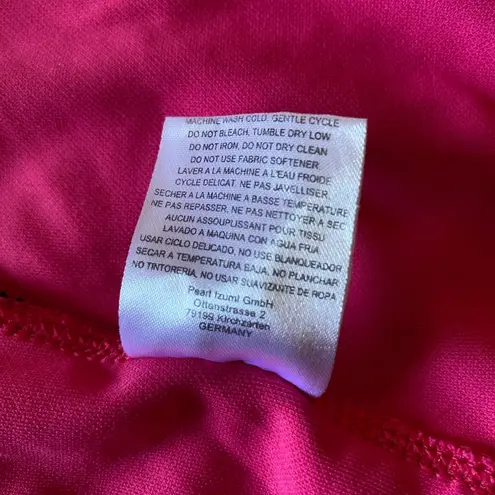 MACHINE WASH COLD, GENTLE CYCLE
DO NOT BLEACH, TUMBLE DRY LOW
DO NOT IRON, DO NOT DRY CLEAN
DO NOT USE FABRIC SOFTENER
LAVER A LA MACHINE A L'EAU FROIDE
CYCLE DELICAT. NE PAS JAVELLISER
SECHER A LA MACHINE A BASSE TEMPERATURE
NE PAS REPASSER, NE PAS NETTOYER A SEC
AUCUN ASSOUPLISSANT POUR TISSU
LAVADO A MAQUINA CON AGUA FRIA
USAR CICLO DELICADO, NO USE BLANQUEADOR
SECAR A TEMPERATURA BAJA, NO PLANCHAR
NO TINTORERIA, NO USAR SUAVIZANTE DE ROPA
Pearl Izumi GmbH
Ottenstrasse 2
79199 Kirchzarten
GERMANY